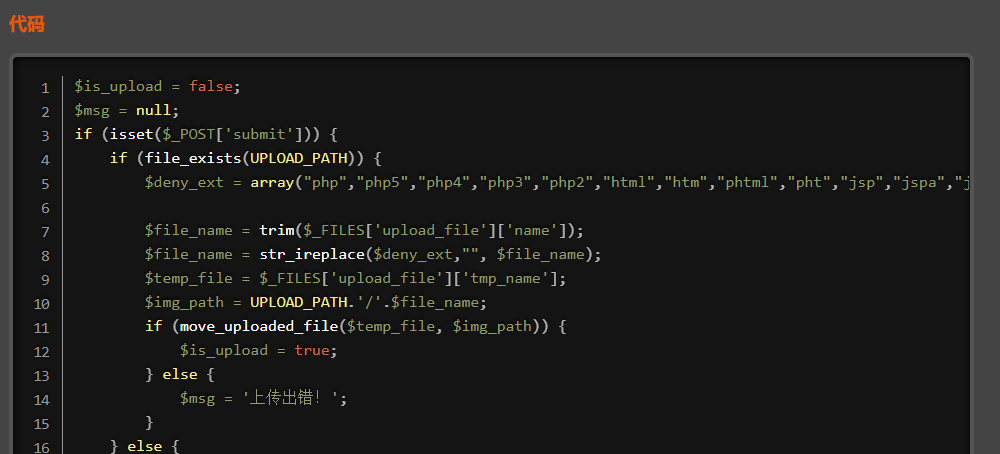 代码
1 $is_upload = false;
2 $msg = null;
3 if (isset($_POST['submit'])) {
4 if (file_exists(UPLOAD_PATH)) {
5 $deny_ext = array("php","php5","php4","php3","php2","html","htm","phtml","pht","jsp","jspa","j
6
7 $file_name = trim($_FILES['upload_file']['name']);
8 $file_name = str_ireplace($deny_ext,"", $file_name);
9 $temp_file = $_FILES['upload_file']['tmp_name'];
10 $img_path = UPLOAD_PATH.'/'.$file_name;
11 if (move_uploaded_file($temp_file, $img_path)) {
12 $is_upload = true;
13 } else {
14 $msg = '上传出错！';
15 }
16 } else {